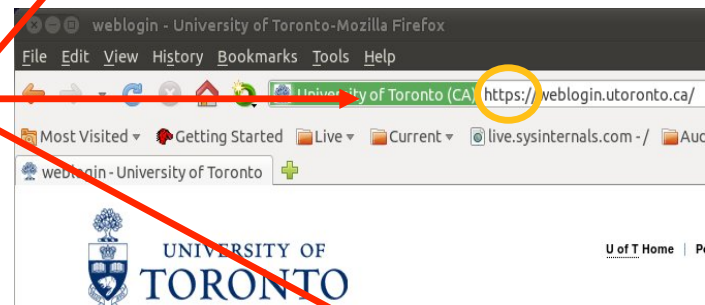 weblogin - University of Toronto-Mozilla Firefox
File Edit View History Bookmarks Tools Help
University of Toronto (CA) https://weblogin.utoronto.ca/
Most Visited Getting Started Live Current live.sysinternals.com - /
weblogin - University of Toronto
UNIVERSITY OF
TORONTO
U of T Home |